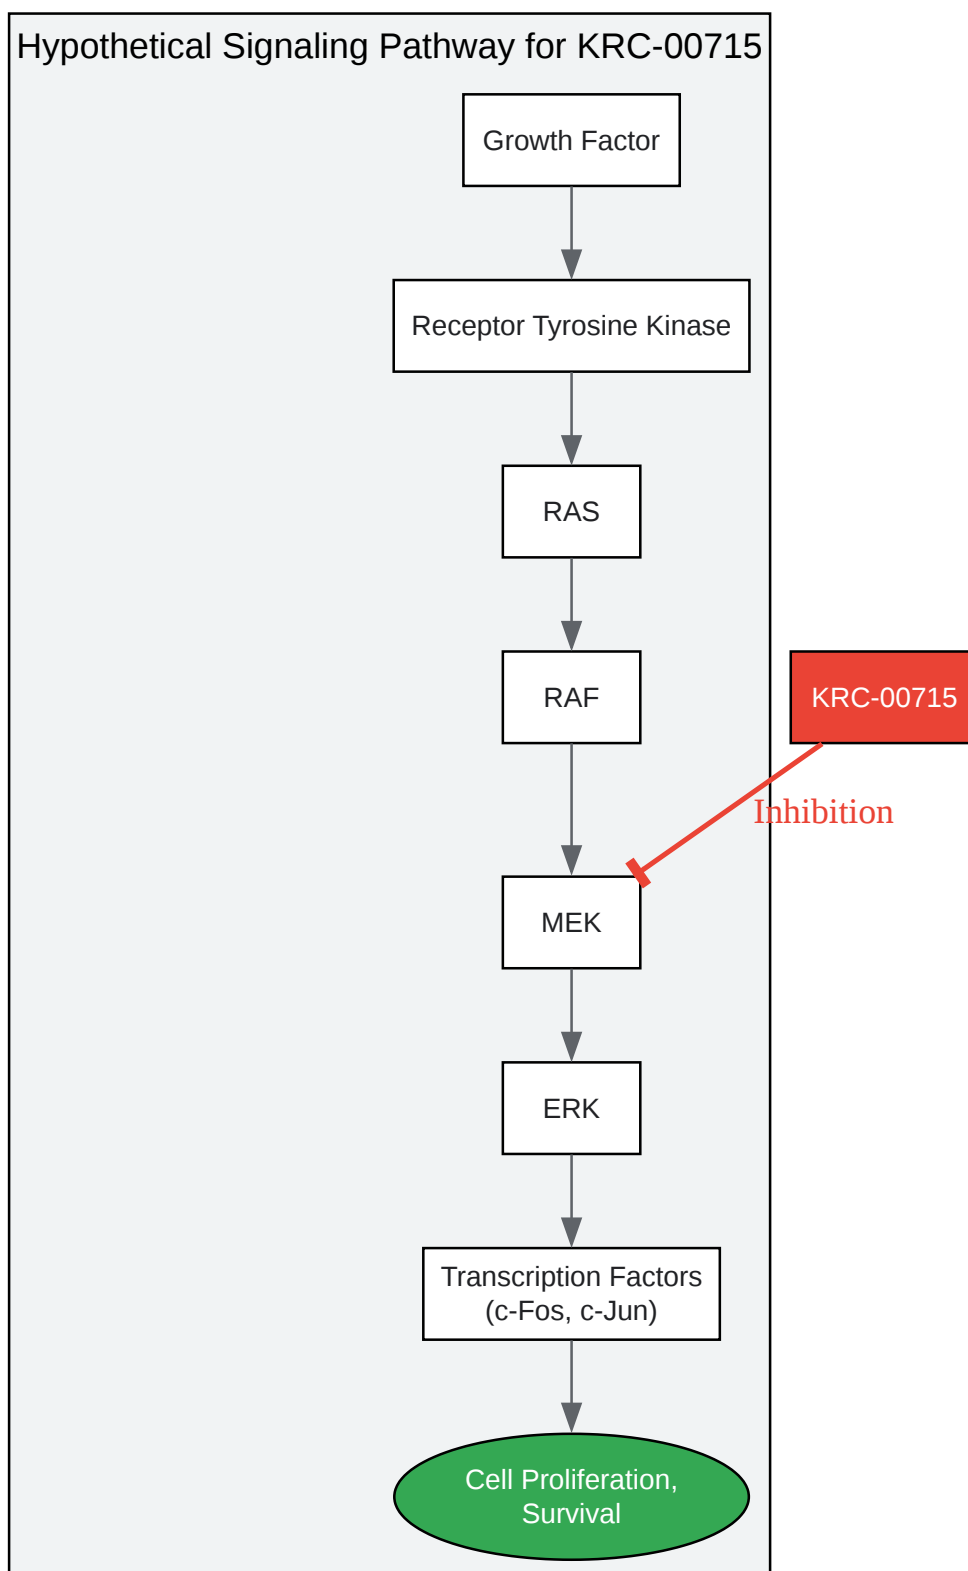 Hypothetical Signaling Pathway for KRC-00715
Growth Factor
Receptor Tyrosine Kinase
RAS
RAF
KRC-00715
Inhibition
MEK
ERK
Transcription Factors
(c-Fos, c-Jun)
Cell Proliferation,
Survival